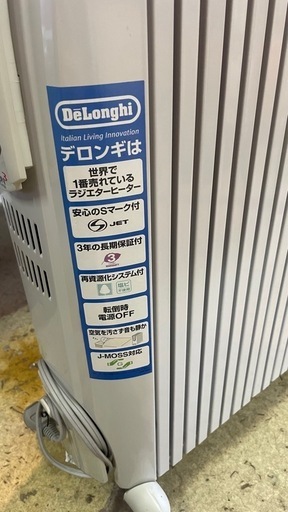 DeLonghi
Italian Living Innovation
デロンギは
世界で
1番売れている
ラジエターヒーター
安心のSマーク付
S JET
3年の長期保証付
3
再資源化システム付
転倒時
電源OFF
空気を汚さず音も静か
J-MOSS対応